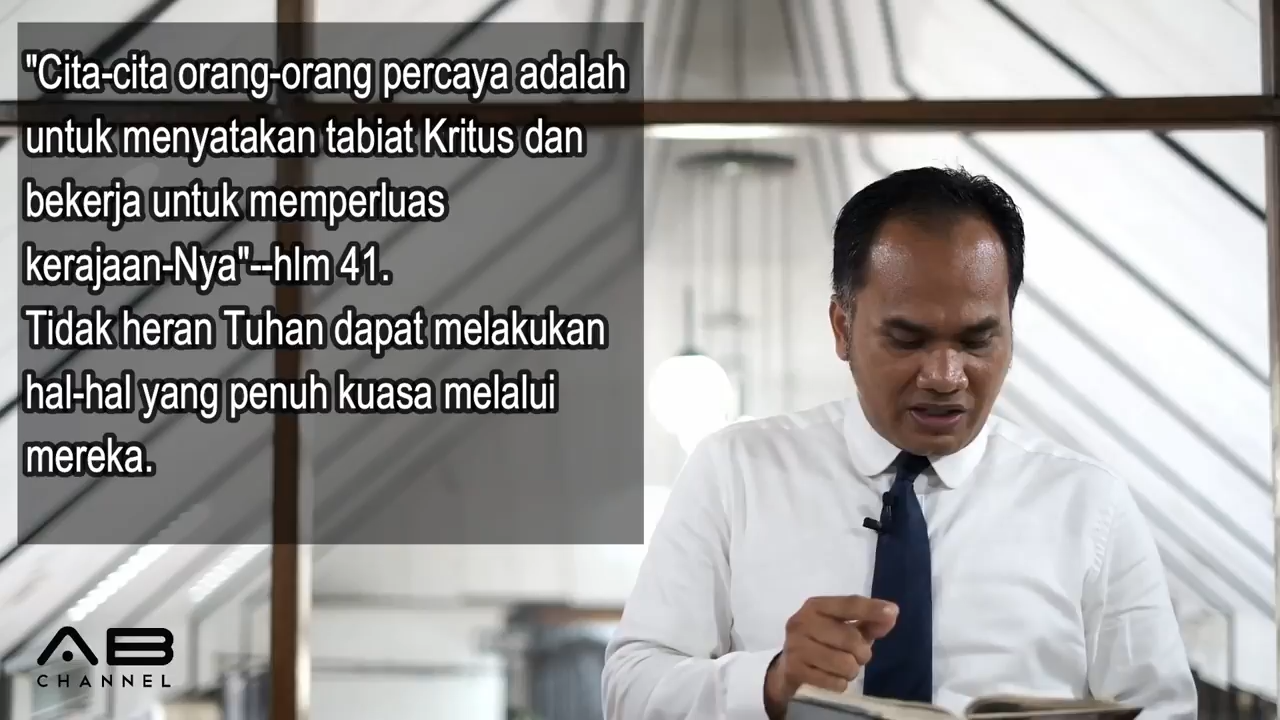 "Cita-cita orang-orang percaya adalah
untuk menyatakan tabiat Kritus dan
bekerja untuk memperluas
kerajaan-Nya"--hlm 41.
Tidak heran Tuhan dapat melakukan
hal-hal yang penuh kuasa melalui
mereka.
AB
CHANNEL